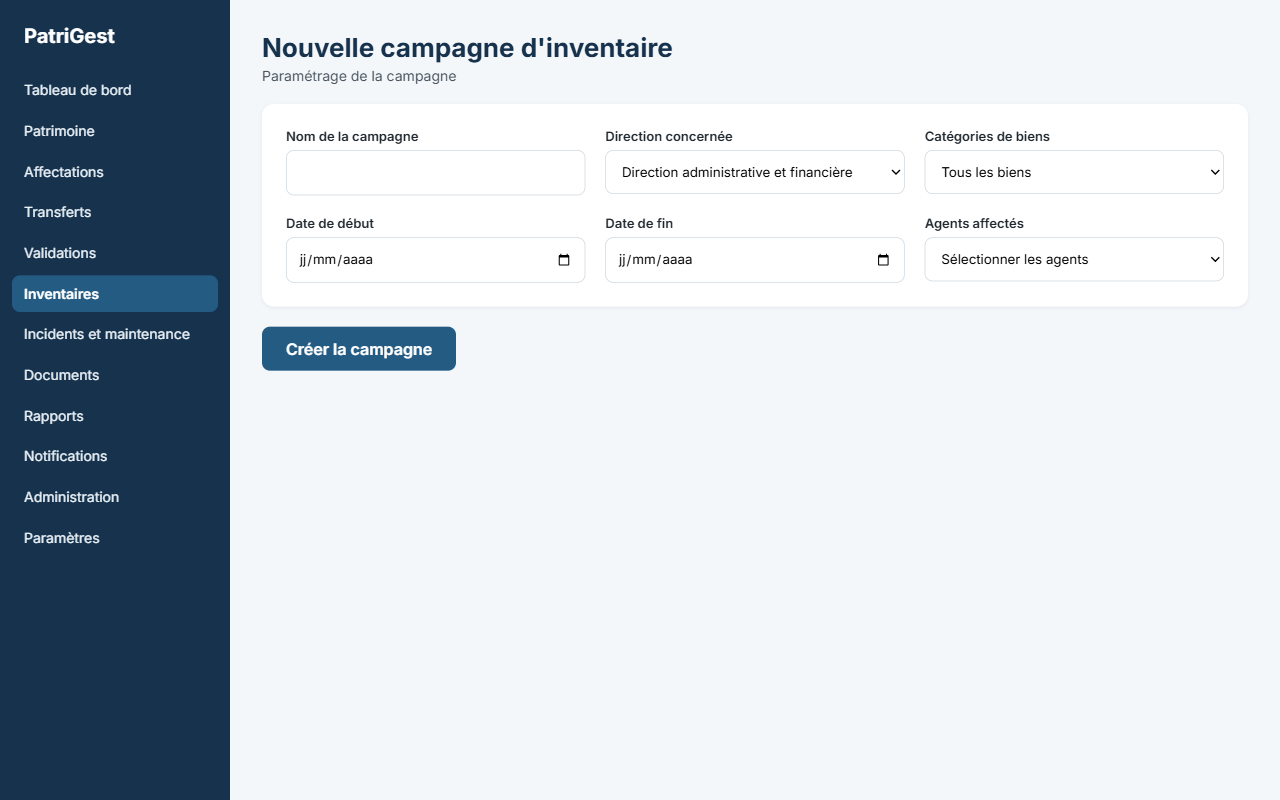 PatriGest
Tableau de bord
Patrimoine
Affectations
Transferts
Validations
Inventaires
Incidents et maintenance
Documents
Rapports
Notifications
Administration
Paramètres
Nouvelle campagne d'inventaire
Paramétrage de la campagne
Nom de la campagne
Direction concernée
Direction administrative et financière
Catégories de biens
Tous les biens
Date de début
jj/mm/aaaa
Date de fin
jj/mm/aaaa
Agents affectés
Sélectionner les agents
Créer la campagne